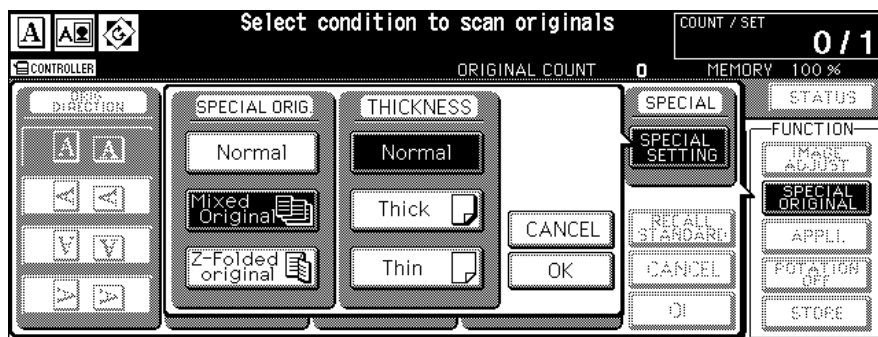 Select condition to scan originals
COUNT / SET
0 / 1
CONTROLLER
ORIGINAL COUNT 0 MEMORY 100 %
ORIG.
DIRECTION
A A
A A
A A
A A
SPECIAL ORIG.
Normal
Mixed
Original
Z-Folded
original
THICKNESS
Normal
Thick
Thin
CANCEL
OK
SPECIAL
SPECIAL
SETTING
RECALL
STANDARD
CANCEL
STATUS
FUNCTION
IMAGE
ADJUST
SPECIAL
ORIGINAL
APPLI.
ROTATION
OFF
STORE